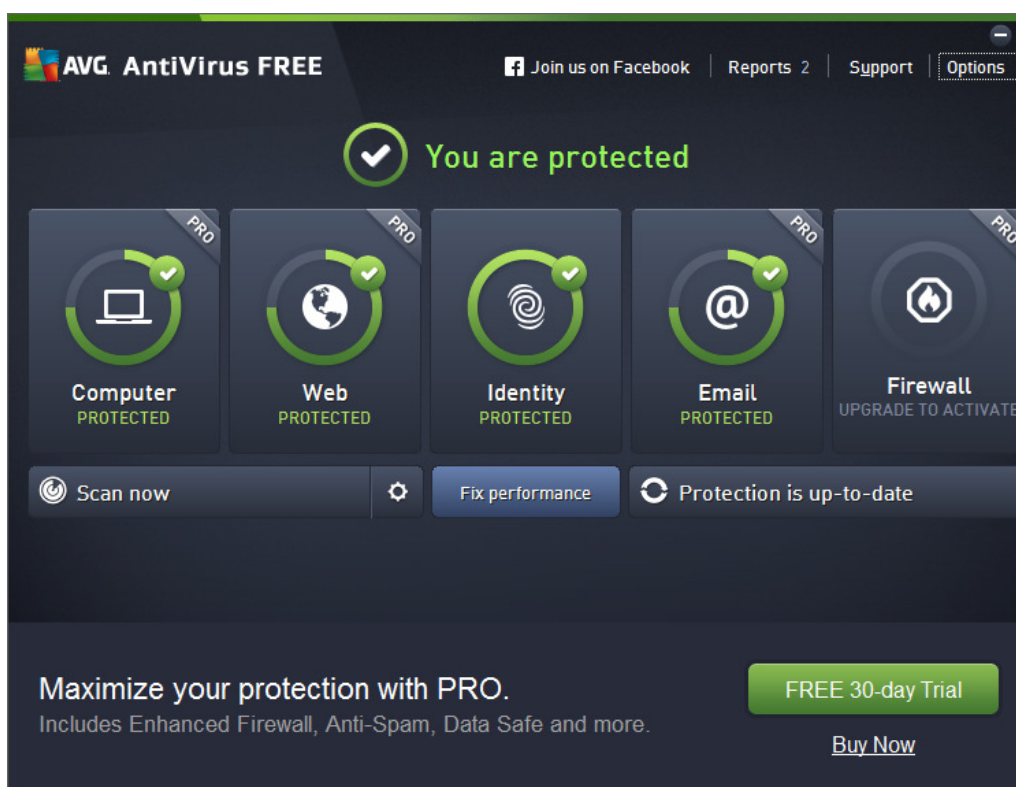 AVG. AntiVirus FREE
Join us on Facebook
Reports 2
Support
Options
You are protected
PRO
PRO
PRO
PRO
Computer
PROTECTED
Web
PROTECTED
Identity
PROTECTED
@
Email
PROTECTED
Firewall
UPGRADE TO ACTIVATE
Scan now
Fix performance
Protection is up-to-date
Maximize your protection with PRO.
Includes Enhanced Firewall, Anti-Spam, Data Safe and more.
FREE 30-day Trial
Buy Now